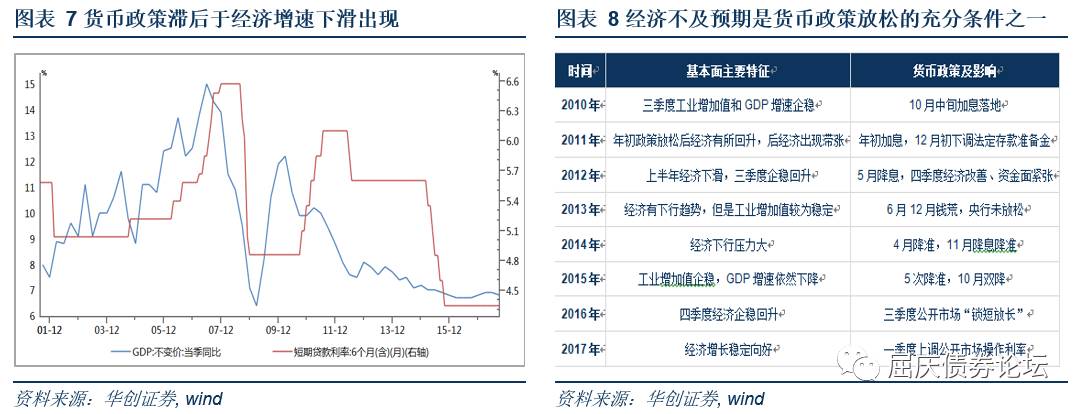 图表 7 货币政策滞后于经济增速下滑出现
%
%
15
14
13
12
11
10
9
8
7
6
6.6
6.3
6.0
5.7
5.4
5.1
4.8
4.5
01-12 03-12 05-12 07-12 09-12 11-12 13-12 15-12
GDP:不变价:当季同比 短期贷款利率:6个月(含)(月)(右轴)
资料来源：华创证券, wind
图表 8 经济不及预期是货币政策放松的充分条件之一
时间 基本面主要特征 货币政策及影响
2010年 三季度工业增加值和GDP增速企稳 10月中旬加息落地
2011年 年初政策放松后经济有所回升，后经济出现滞张 年初加息，12月初下调法定存款准备金
2012年 上半年经济下滑，三季度企稳回升 5月降息，四季度经济改善、资金面紧张
2013年 经济有下行趋势，但是工业增加值较为稳定 6月12月钱荒，央行未放松
2014年 经济下行压力大 4月降准，11月降息降准
2015年 工业增加值企稳，GDP增速依然下降 5次降准，10月双降
2016年 四季度经济企稳回升 三季度公开市场“锁短放长”
2017年 经济增长稳定向好 一季度上调公开市场操作利率
屈庆债券论坛
资料来源：华创证券, wind